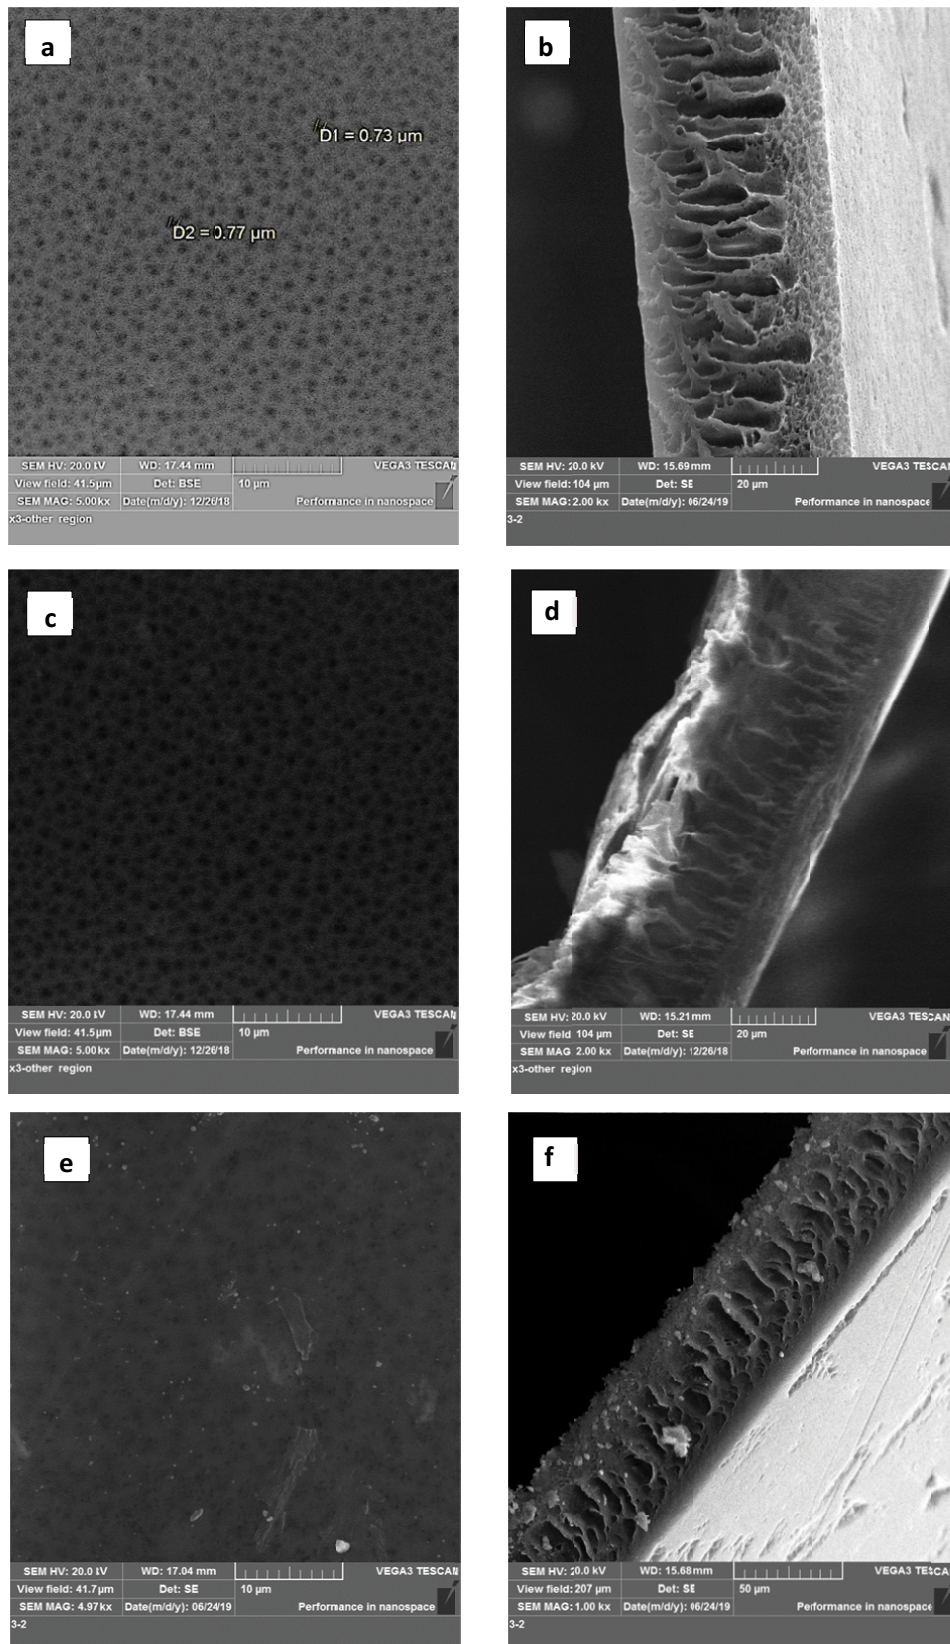 a
D1 = 0.73 µm
D2 = 0.77 µm
SEM HV: 20.0 kV WD: 17.44 mm VEGA3 TESCAN
View field: 41.5µm Det: BSE 10 µm
SEM MAG: 5.00kx Date(m/d/y): 12/26/18 Performance in nanospace
x3-other region
b
SEM HV: 20.0 kV WD: 15.69mm VEGA3 TESCA
View field: 104 µm Det: SE 20 µm
SEM MAG: 2.00 kx Date(m/d/y): 06/24/19 Performance in nanospace
3-2
c
SEM HV: 20.0 kV WD: 17.44 mm VEGA3 TESCAN
View field: 41.5µm Det: BSE 10 µm
SEM MAG: 5.00kx Date(m/d/y): 12/26/18 Performance in nanospace
x3-other region
d
SEM HV: 20.0 kV WD: 15.21mm VEGA3 TESCAN
View field 104 µm Det: SE 20 µm
SEM MAG 2.00 kx Date(m/d/y): 12/26/18 Performance in nanospace
x3-other region
e
SEM HV: 20.0 kV WD: 17.04 mm VEGA3 TESCAN
View field: 41.7µm Det: SE 10 µm
SEM MAG: 4.97kx Date(m/d/y): 06/24/19 Performance in nanospace
3-2
f
SEM HV: 20.0 kV WD: 15.68mm VEGA3 TESCA
View field: 207 µm Det: SE 50 µm
SEM MAG: 1.00 kx Date(m/d/y): 06/24/19 Performance in nanospace
3-2